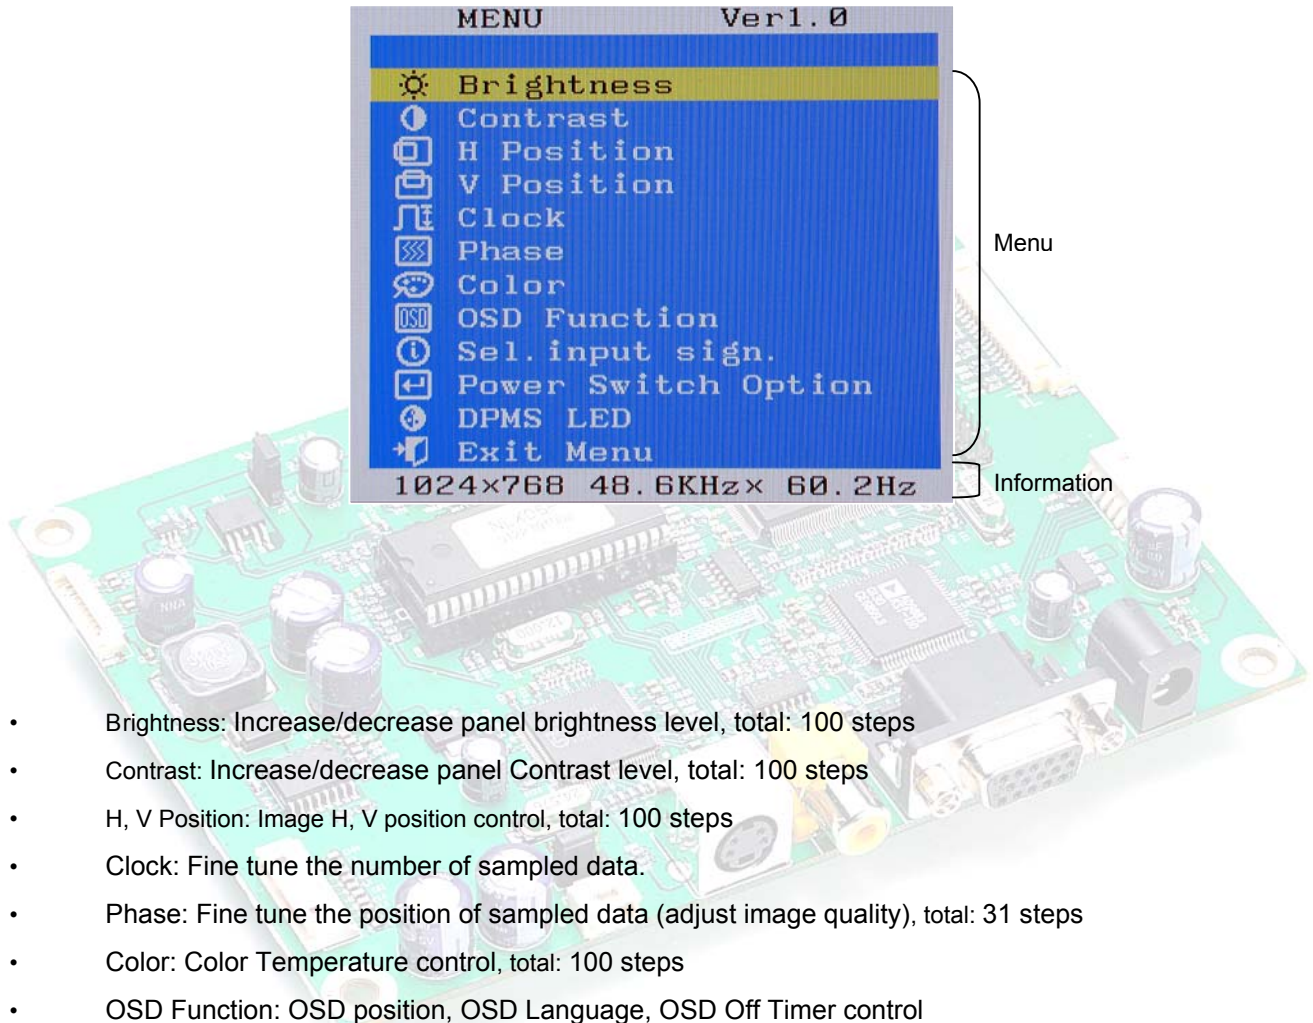 MENU Ver1.0
Brightness
Contrast
H Position
V Position
Clock
Phase
Color
OSD Function
Sel.input sign.
Power Switch Option
DPMS LED
Exit Menu
1024×768 48.6KHz× 60.2Hz
Menu
Information
• Brightness: Increase/decrease panel brightness level, total: 100 steps
• Contrast: Increase/decrease panel Contrast level, total: 100 steps
• H, V Position: Image H, V position control, total: 100 steps
• Clock: Fine tune the number of sampled data.
• Phase: Fine tune the position of sampled data (adjust image quality), total: 31 steps
• Color: Color Temperature control, total: 100 steps
• OSD Function: OSD position, OSD Language, OSD Off Timer control